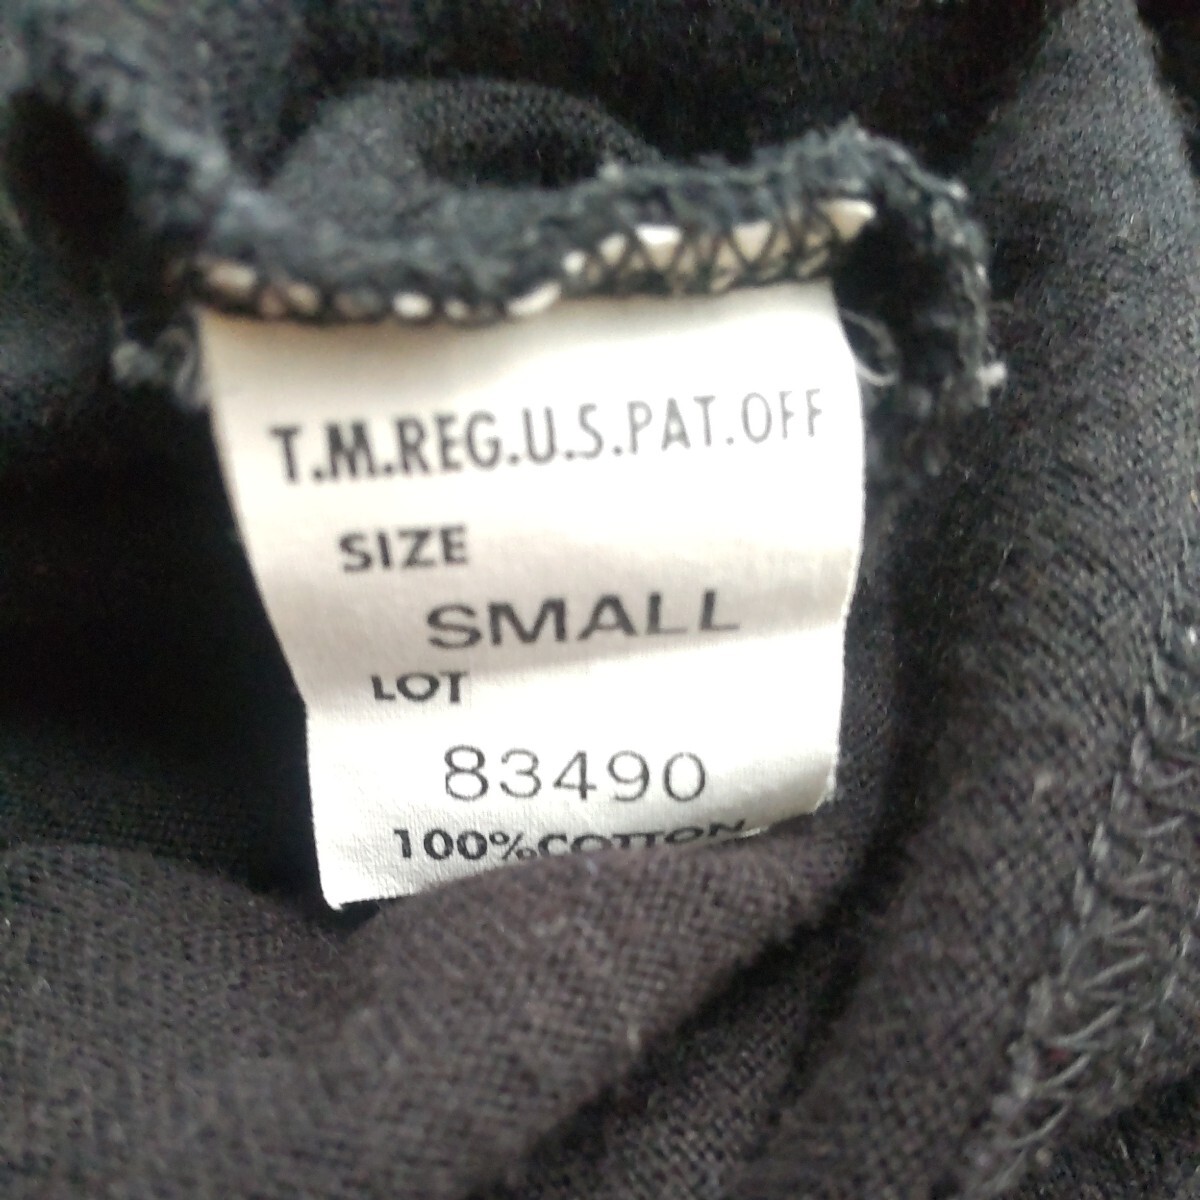 T.M.REG.U.S.PAT.OFF
SIZE
SMALL
LOT
83490
100%COTTON